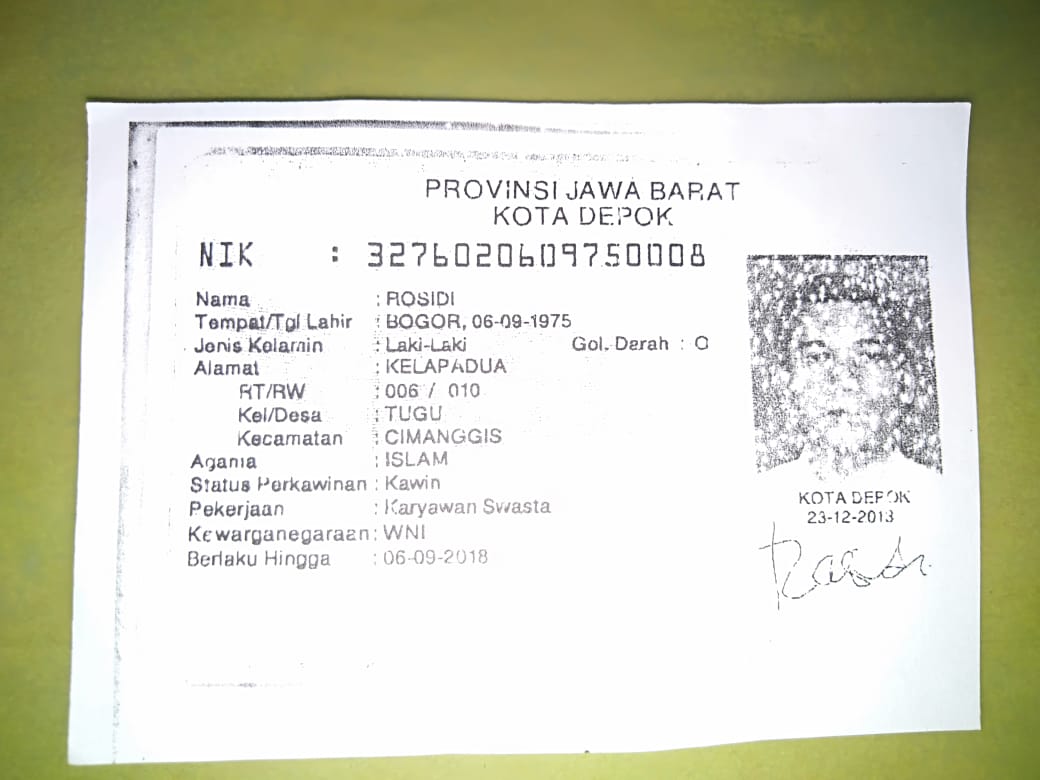 PROVINSI JAWA BARAT
KOTA DEPOK
NIK : 3276020609750008
Nama : ROSIDI
Tempat/Tgl Lahir : BOGOR, 06-09-1975
Jenis Kelamin : Laki-Laki Gol. Darah : O
Alamat : KELAPADUA
RT/RW : 006 / 010
Kel/Desa : TUGU
Kecamatan : CIMANGGIS
Agama : ISLAM
Status Perkawinan : Kawin
Pekerjaan : Karyawan Swasta
Kewarganegaraan : WNI
Berlaku Hingga : 06-09-2018
KOTA DEPOK
23-12-2013